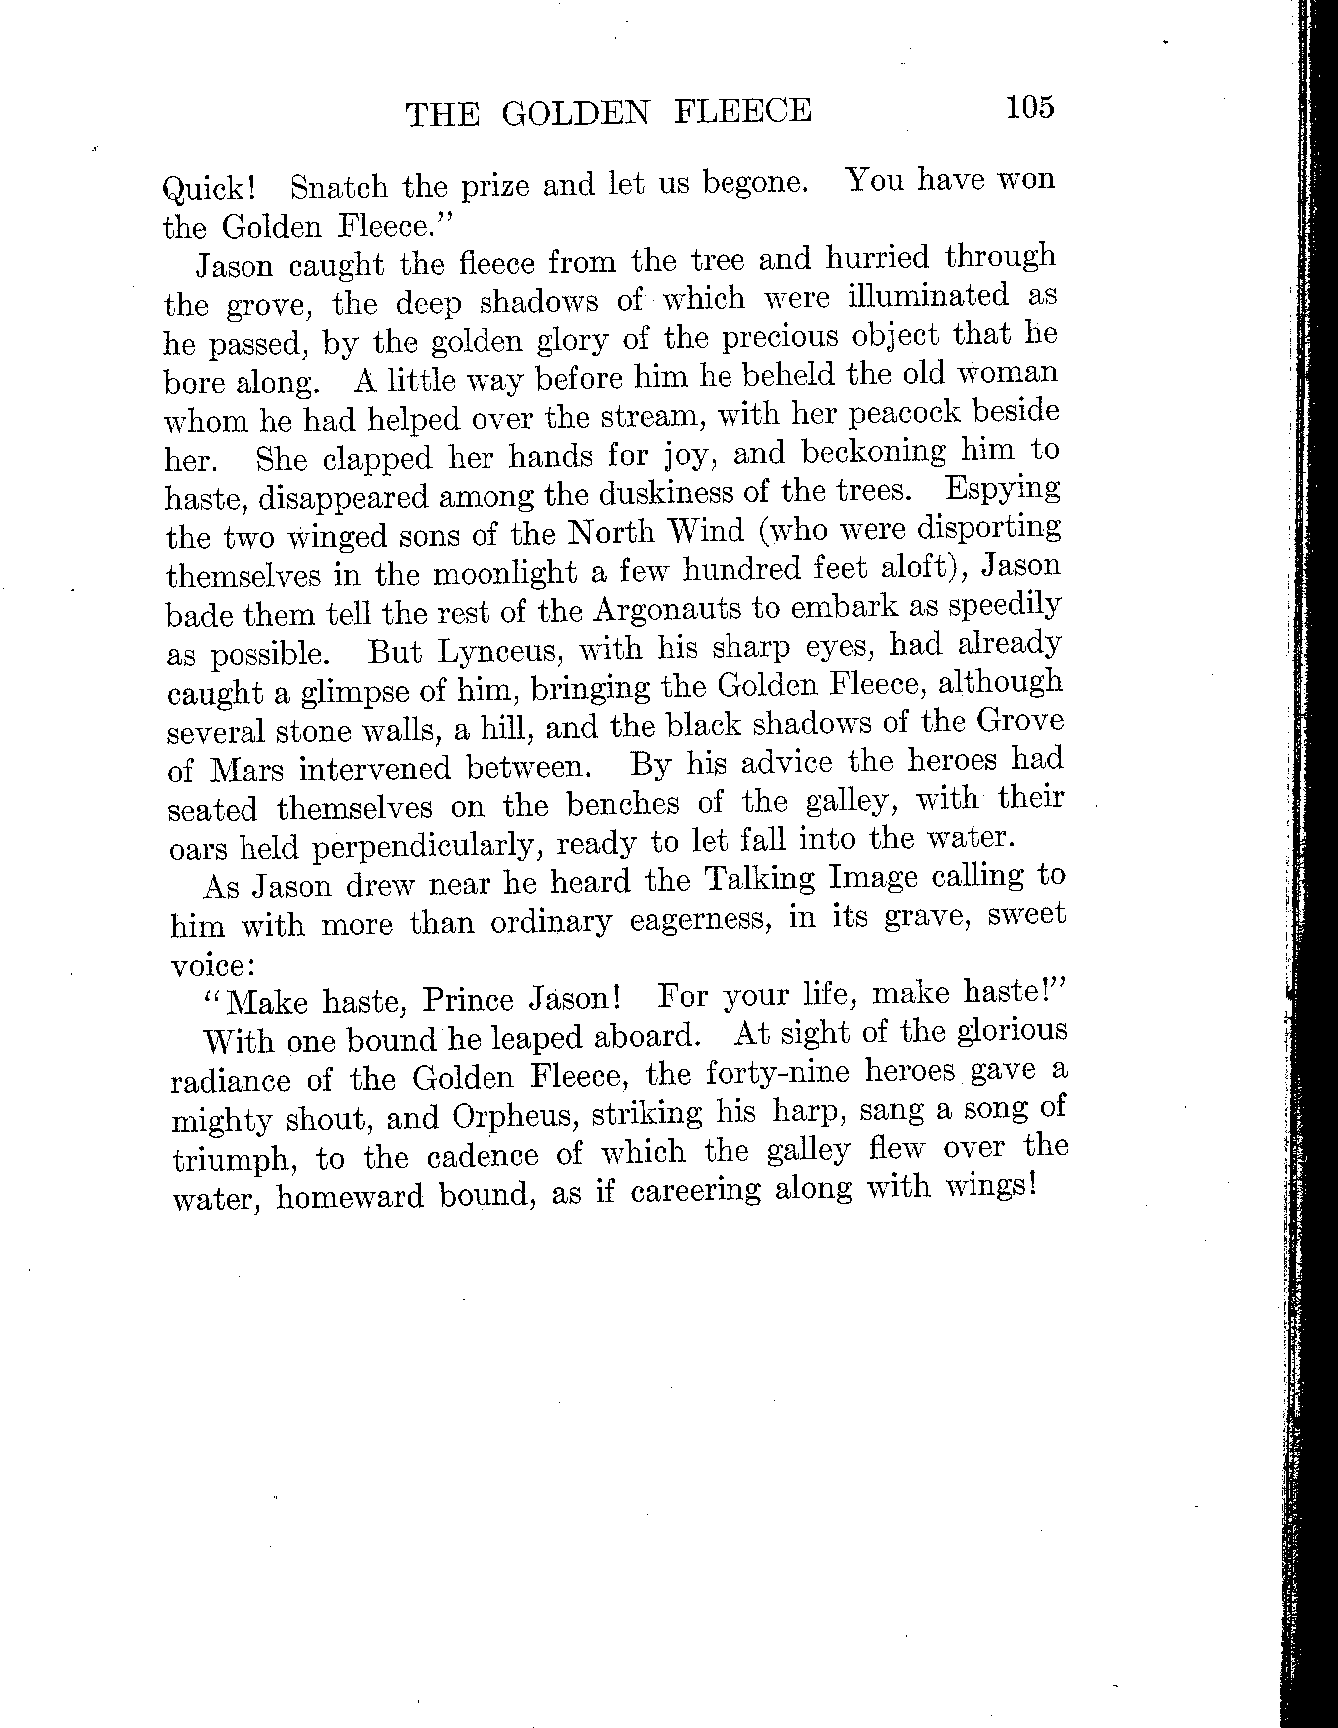 THE GOLDEN FLEECE 105
Quick! Snatch the prize and let us begone. You have won
the Golden Fleece.”
Jason caught the fleece from the tree and hurried through
the grove, the deep shadows of which were illuminated as
he passed, by the golden glory of the precious object that he
bore along. A little way before him he beheld the old woman
whom he had helped over the stream, with her peacock beside
her. She clapped her hands for joy, and beckoning him to
haste, disappeared among the duskiness of the trees. Espying
the two winged sons of the North Wind (who were disporting
themselves in the moonlight a few hundred feet aloft), Jason
bade them tell the rest of the Argonauts to embark as speedily
as possible. But Lynceus, with his sharp eyes, had already
caught a glimpse of him, bringing the Golden Fleece, although
several stone walls, a hill, and the black shadows of the Grove
of Mars intervened between. By his advice the heroes had
seated themselves on the benches of the galley, with their
oars held perpendicularly, ready to let fall into the water.
As Jason drew near he heard the Talking Image calling to
him with more than ordinary eagerness, in its grave, sweet
voice:
“Make haste, Prince Jason! For your life, make haste!”
With one bound he leaped aboard. At sight of the glorious
radiance of the Golden Fleece, the forty-nine heroes gave a
mighty shout, and Orpheus, striking his harp, sang a song of
triumph, to the cadence of which the galley flew over the
water, homeward bound, as if careering along with wings!